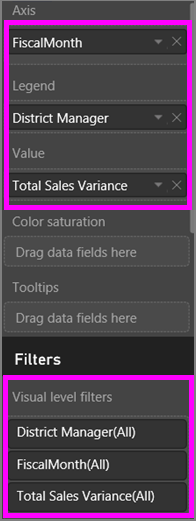 Axis
FiscalMonth
Legend
District Manager
Value
Total Sales Variance
Color saturation
Drag data fields here
Tooltips
Drag data fields here
Filters
Visual level filters
District Manager(All)
FiscalMonth(All)
Total Sales Variance(All)